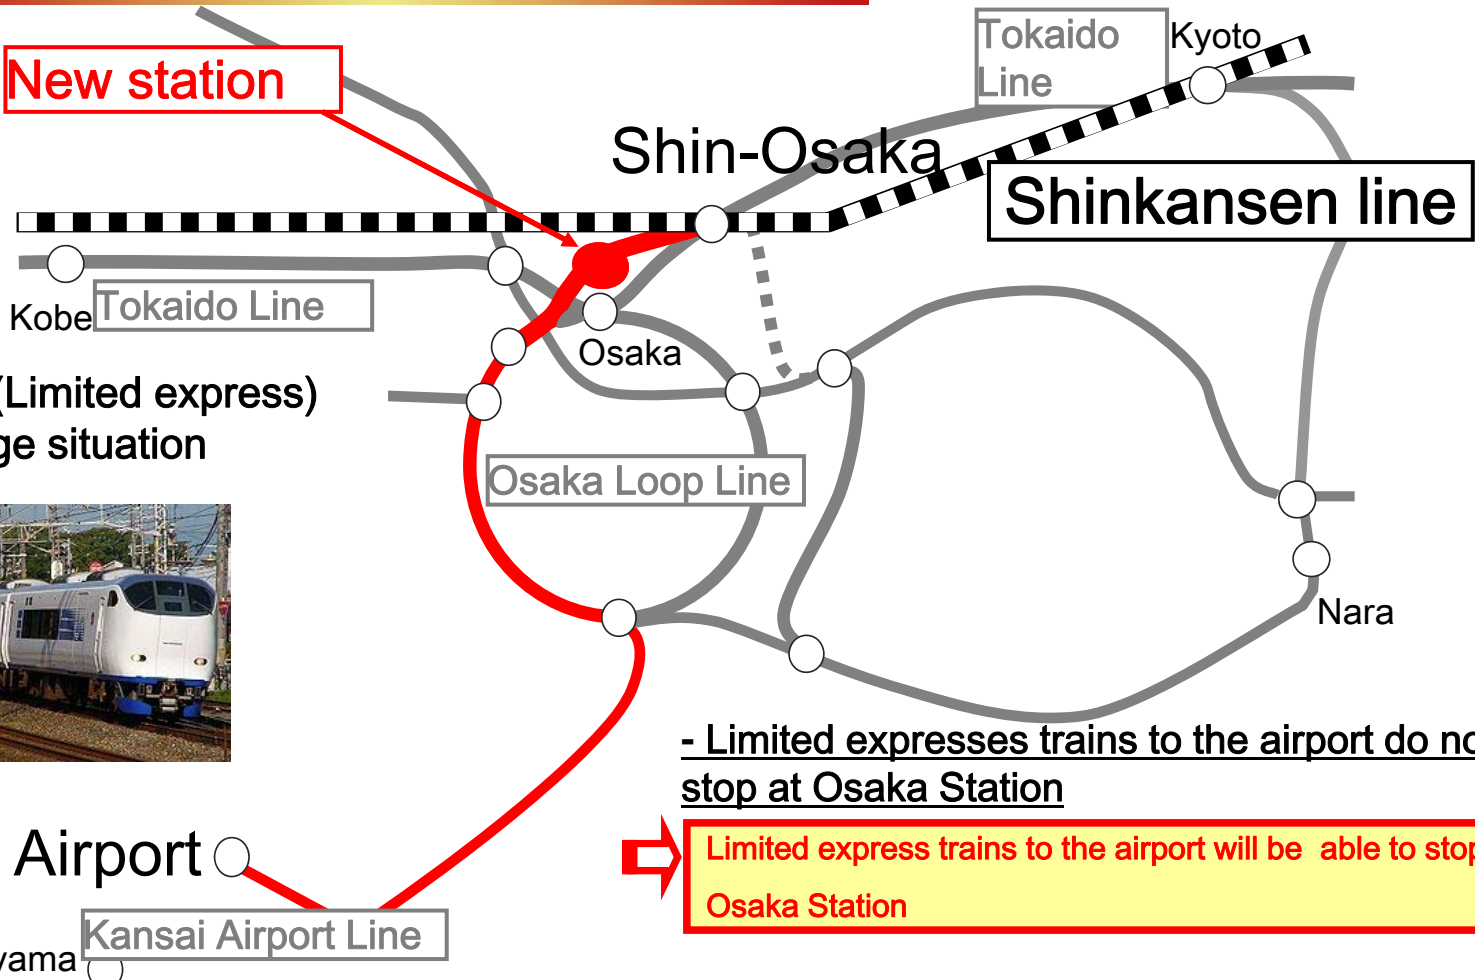 Tokaido
Line
Kyoto
New station
Shin-Osaka
Shinkansen line
Kobe
Tokaido Line
Osaka
(Limited express)
ge situation
Osaka Loop Line
Nara
- Limited expresses trains to the airport do no
stop at Osaka Station
Airport
Limited express trains to the airport will be able to stop
Osaka Station
Kansai Airport Line
yama